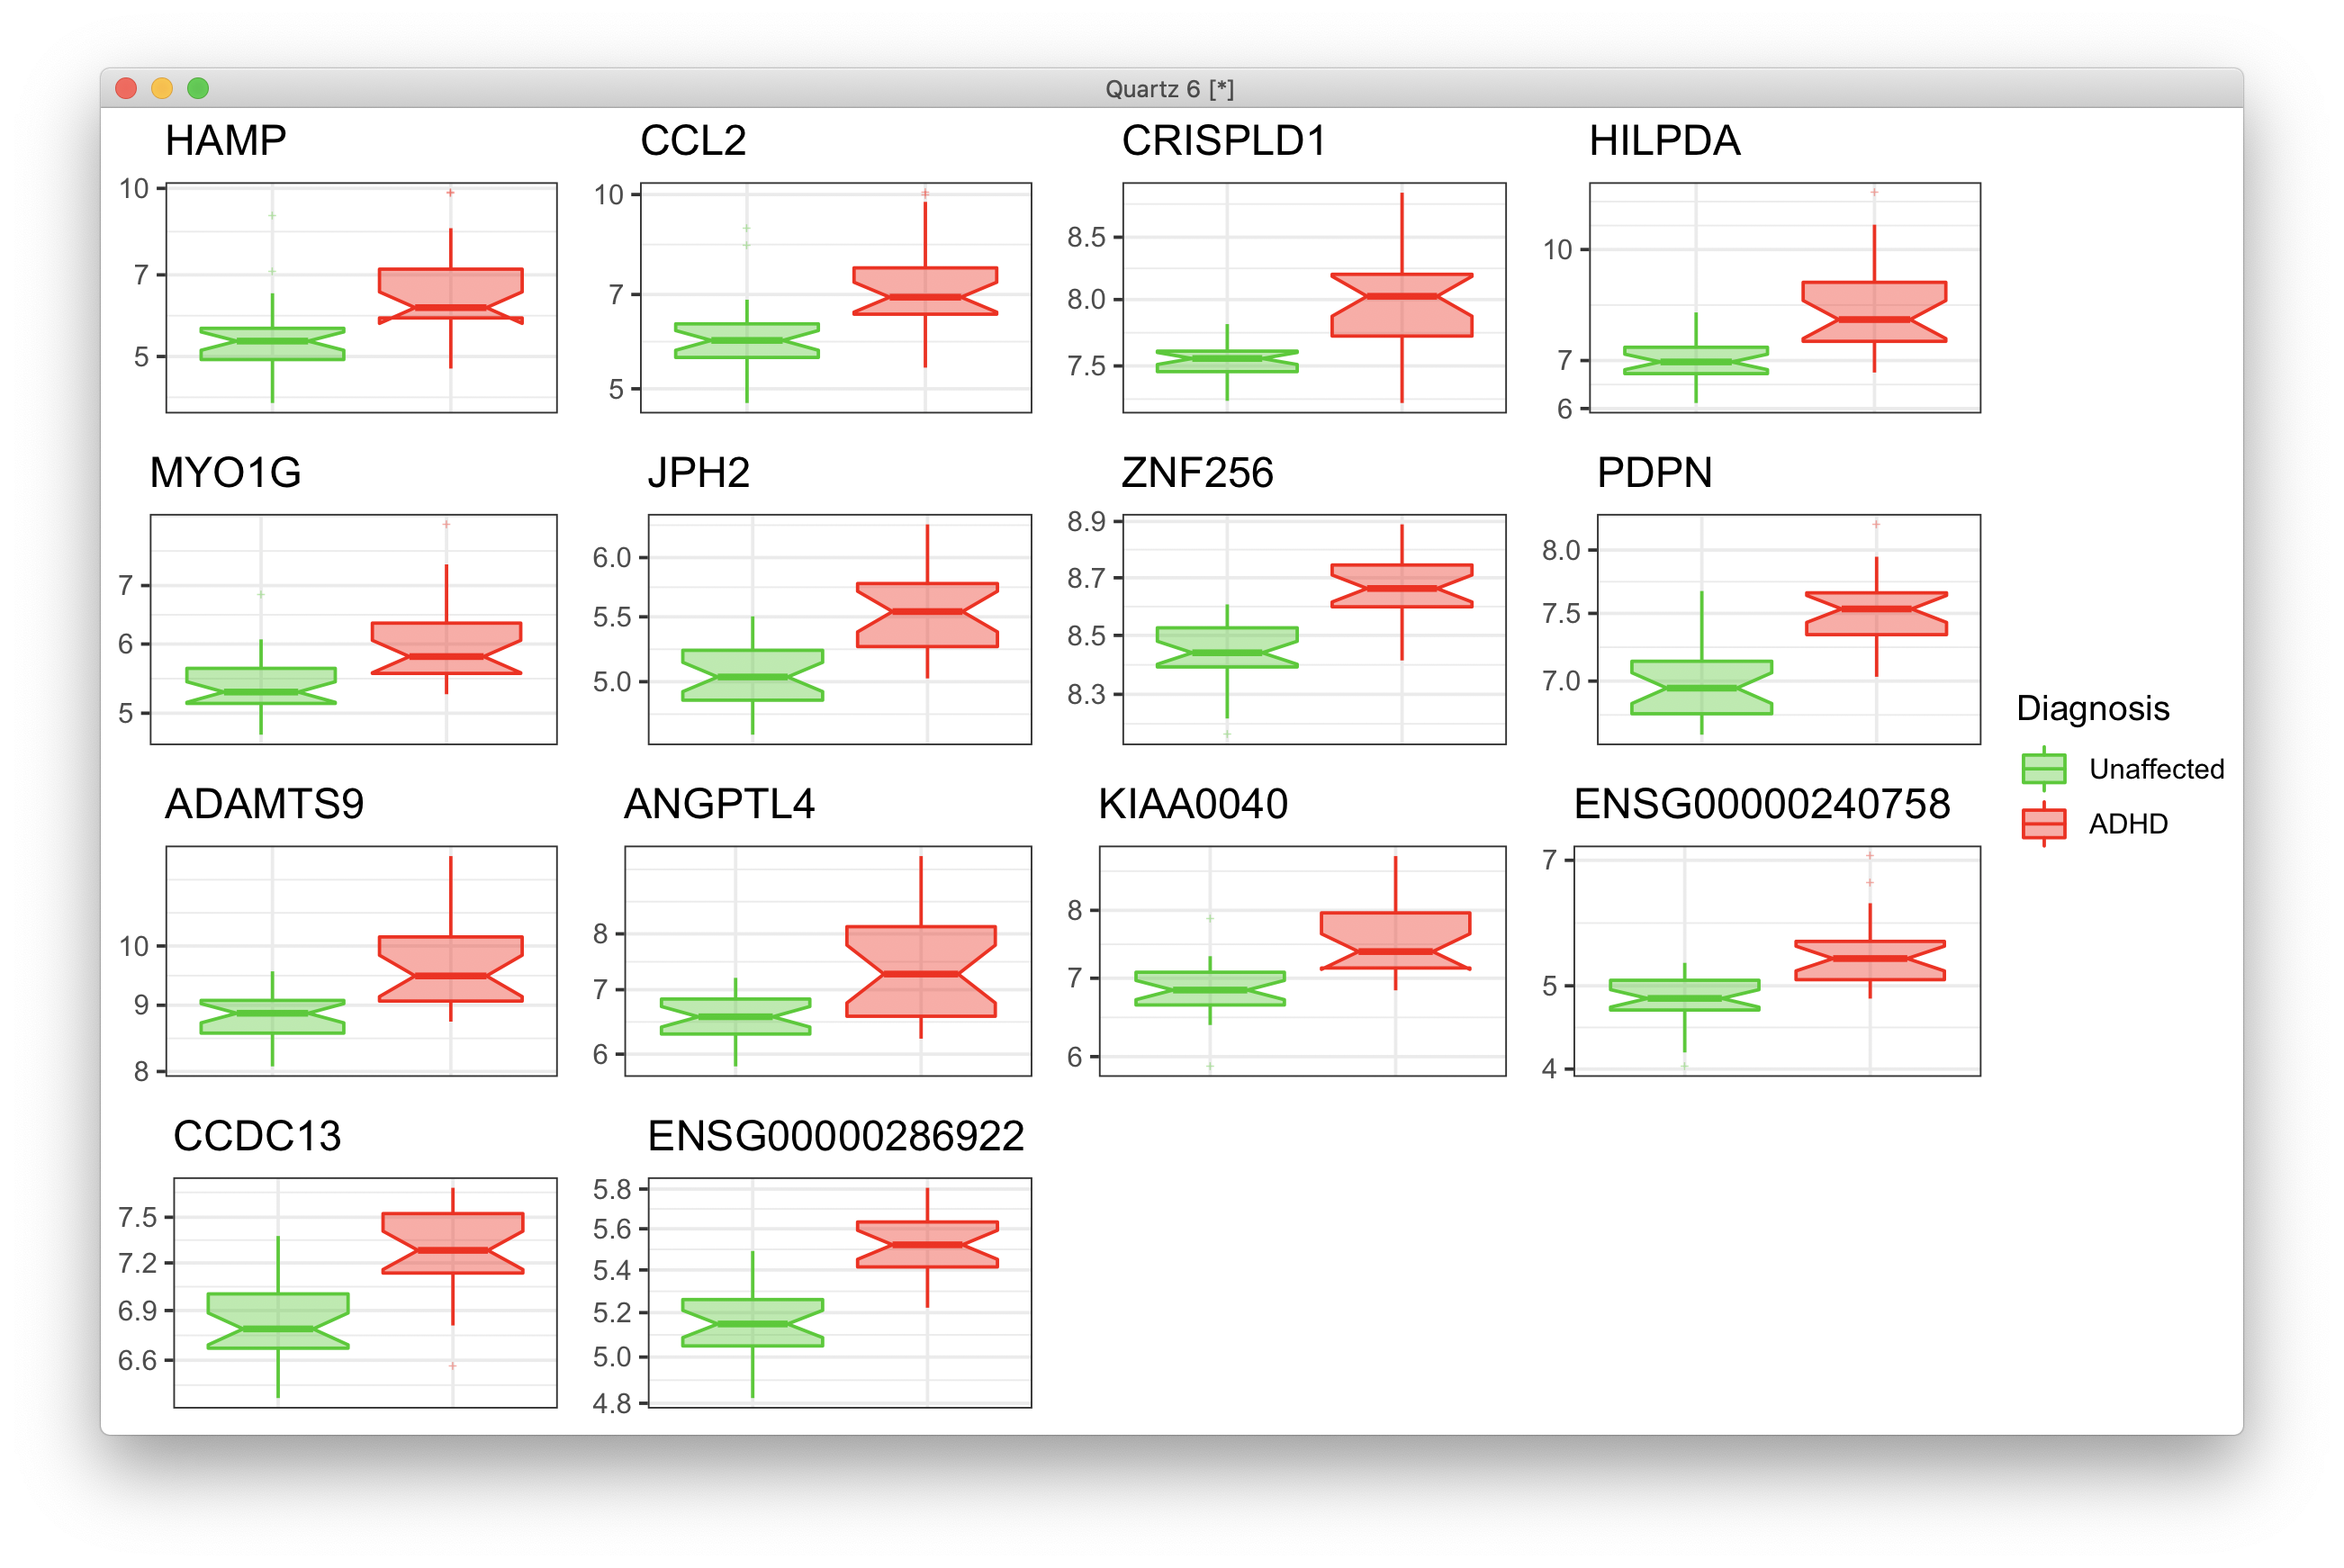 Quartz 6 [*]
HAMP
10
7
5
CCL2
10
7
5
CRISPLD1
8.5
8.0
7.5
HILPDA
10
7
6
MYO1G
7
6
5
JPH2
6.0
5.5
5.0
ZNF256
8.9
8.7
8.5
8.3
PDPN
8.0
7.5
7.0
ADAMTS9
10
9
8
ANGPTL4
8
7
6
KIAA0040
8
7
6
ENSG00000240758
7
5
4
CCDC13
7.5
7.2
6.9
6.6
ENSG00000286922
5.8
5.6
5.4
5.2
5.0
4.8
Diagnosis
Unaffected
ADHD